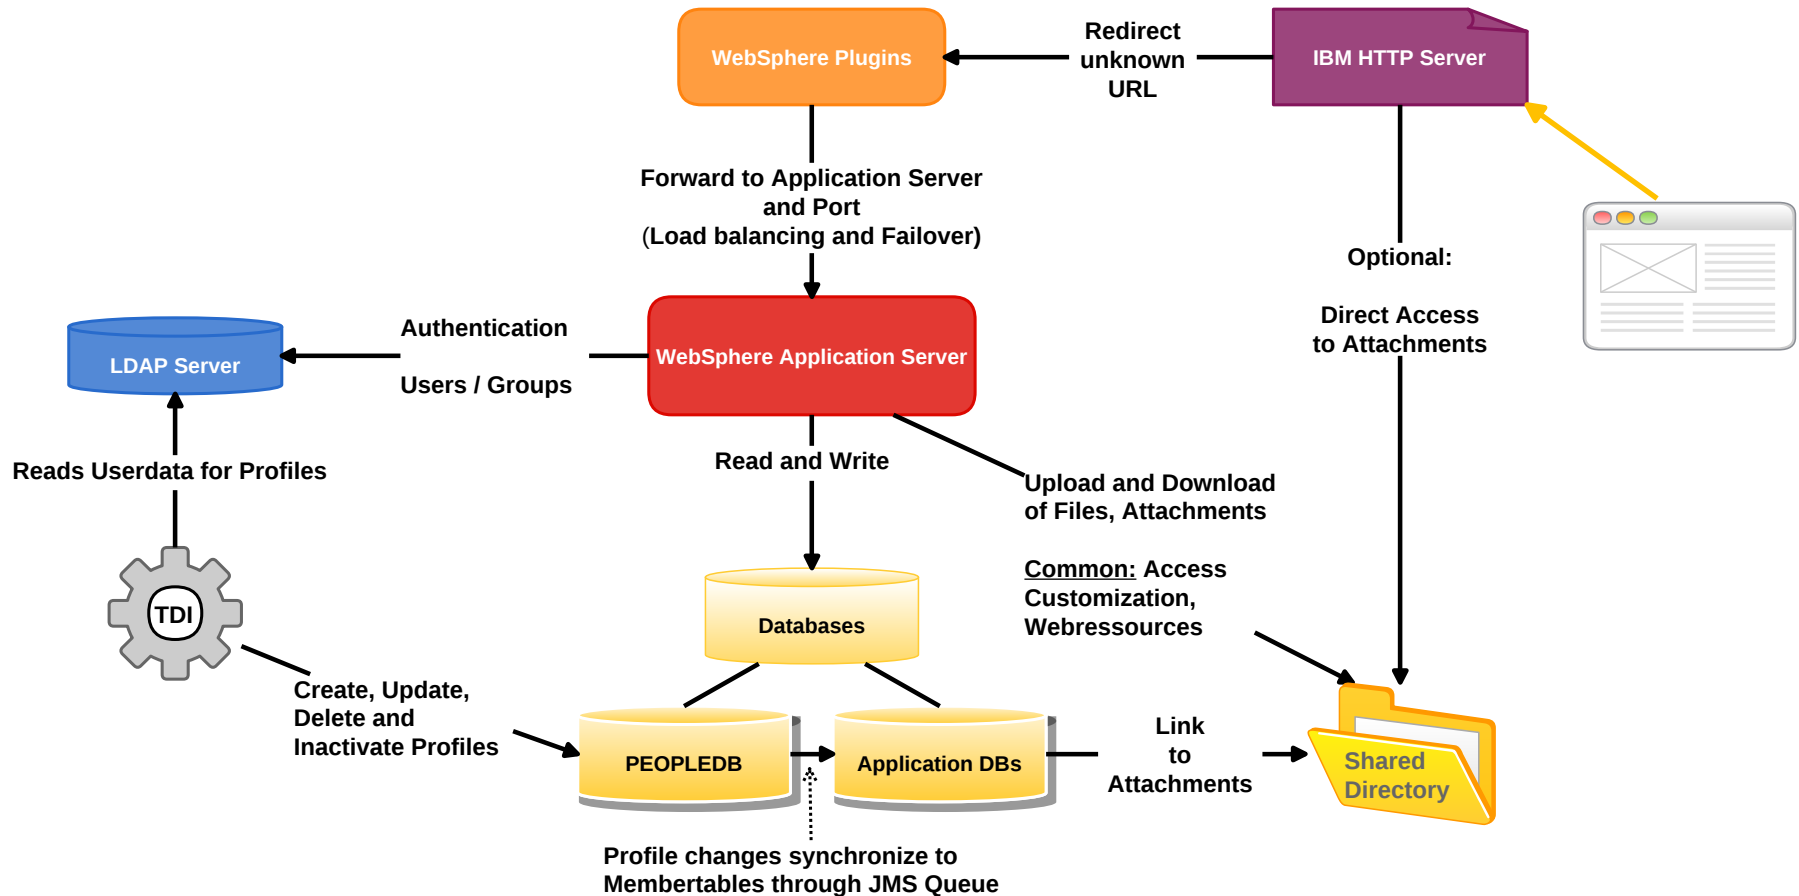 WebSphere Plugins
Redirect
unknown
URL
IBM HTTP Server
Forward to Application Server
and Port
(Load balancing and Failover)
Optional:
Direct Access
to Attachments
LDAP Server
Authentication
Users / Groups
WebSphere Application Server
Reads Userdata for Profiles
Read and Write
Upload and Download
of Files, Attachments
Common: Access
Customization,
Webressources
TDI
Databases
Create, Update,
Delete and
Inactivate Profiles
PEOPLEDB
Application DBs
Link
to
Attachments
Shared
Directory
Profile changes synchronize to
Membertables through JMS Queue